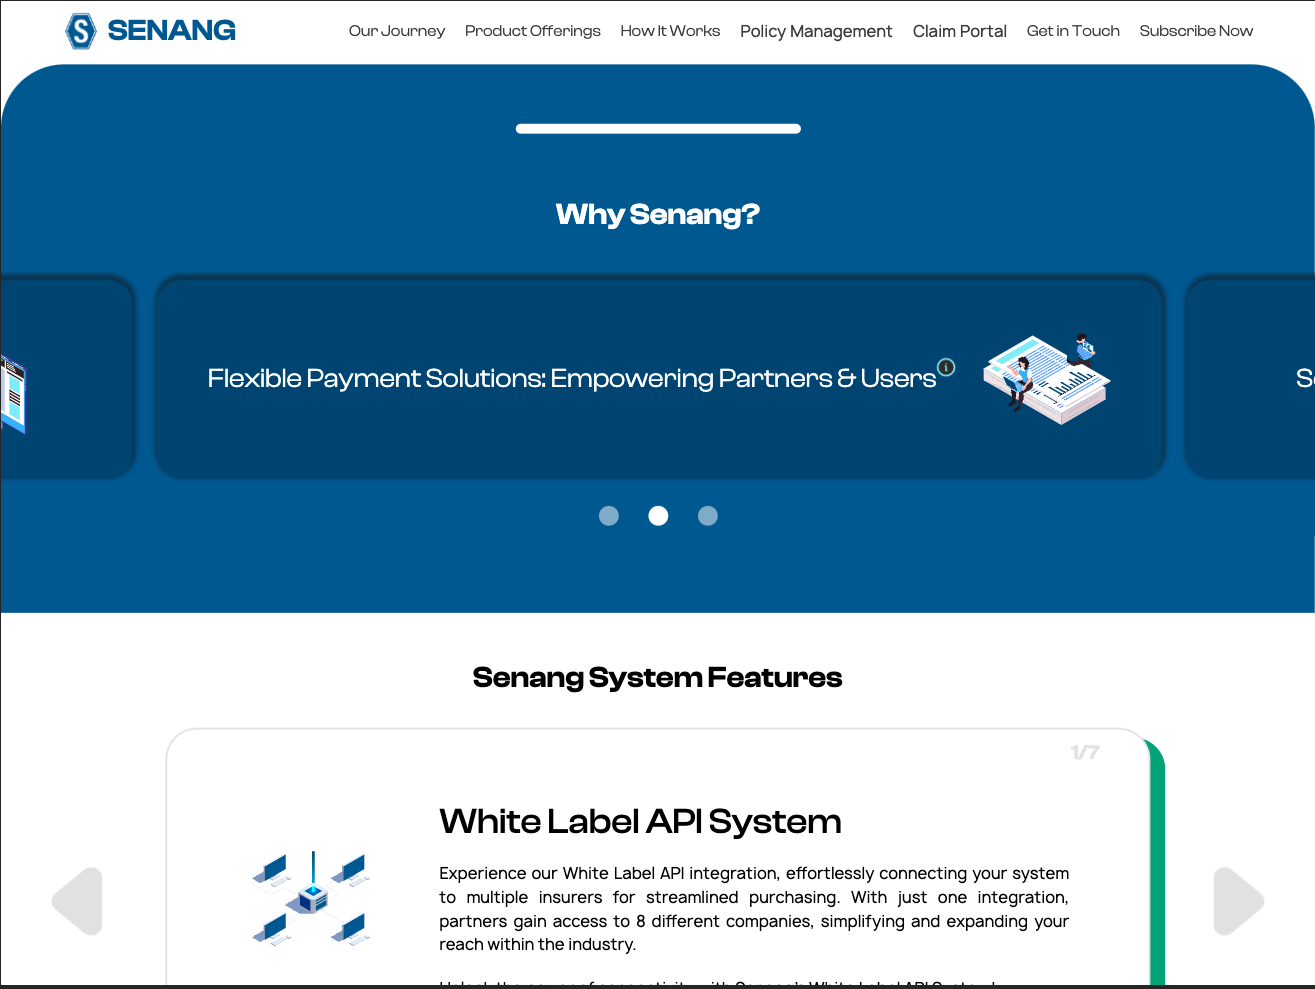 SENANG
Our Journey Product Offerings How It Works Policy Management Claim Portal Get in Touch Subscribe Now
Why Senang?
Flexible Payment Solutions: Empowering Partners & Users
Senang System Features
1/7
White Label API System
Experience our White Label API integration, effortlessly connecting your system
to multiple insurers for streamlined purchasing. With just one integration,
partners gain access to 8 different companies, simplifying and expanding your
reach within the industry.